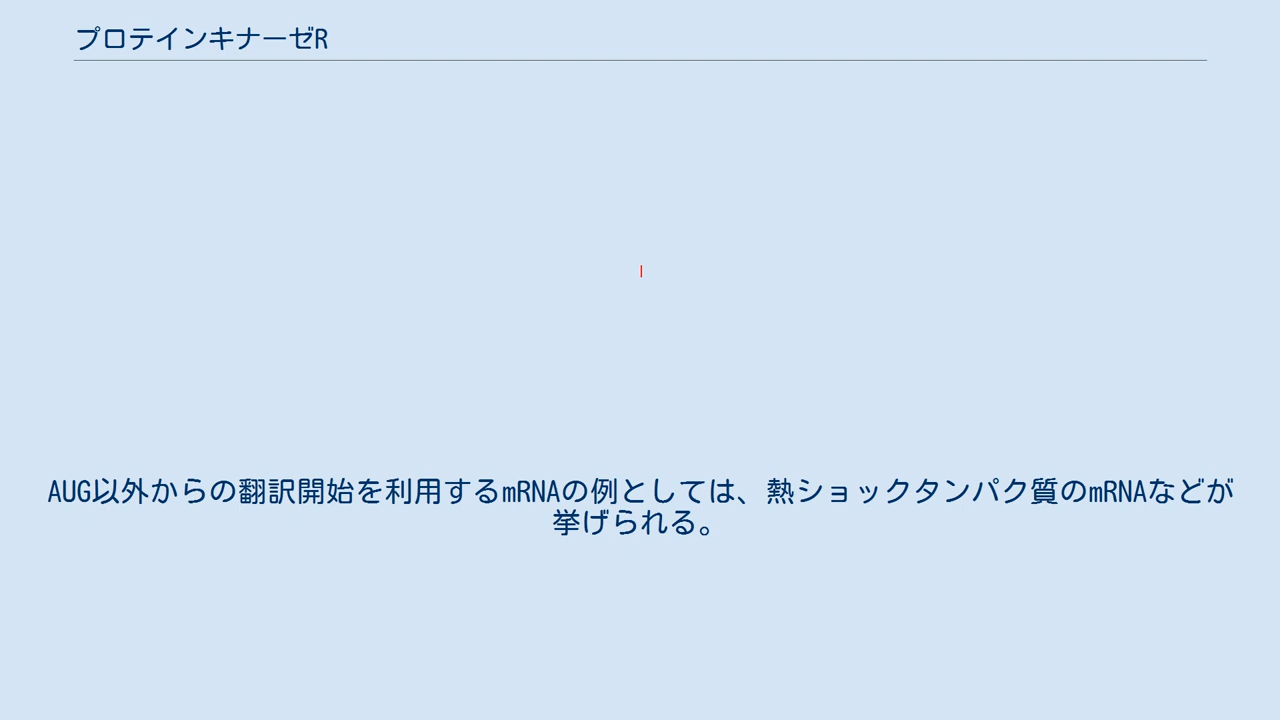 プロテインキナーゼR
AUG以外からの翻訳開始を利用するmRNAの例としては、熱ショックタンパク質のmRNAなどが
挙げられる。